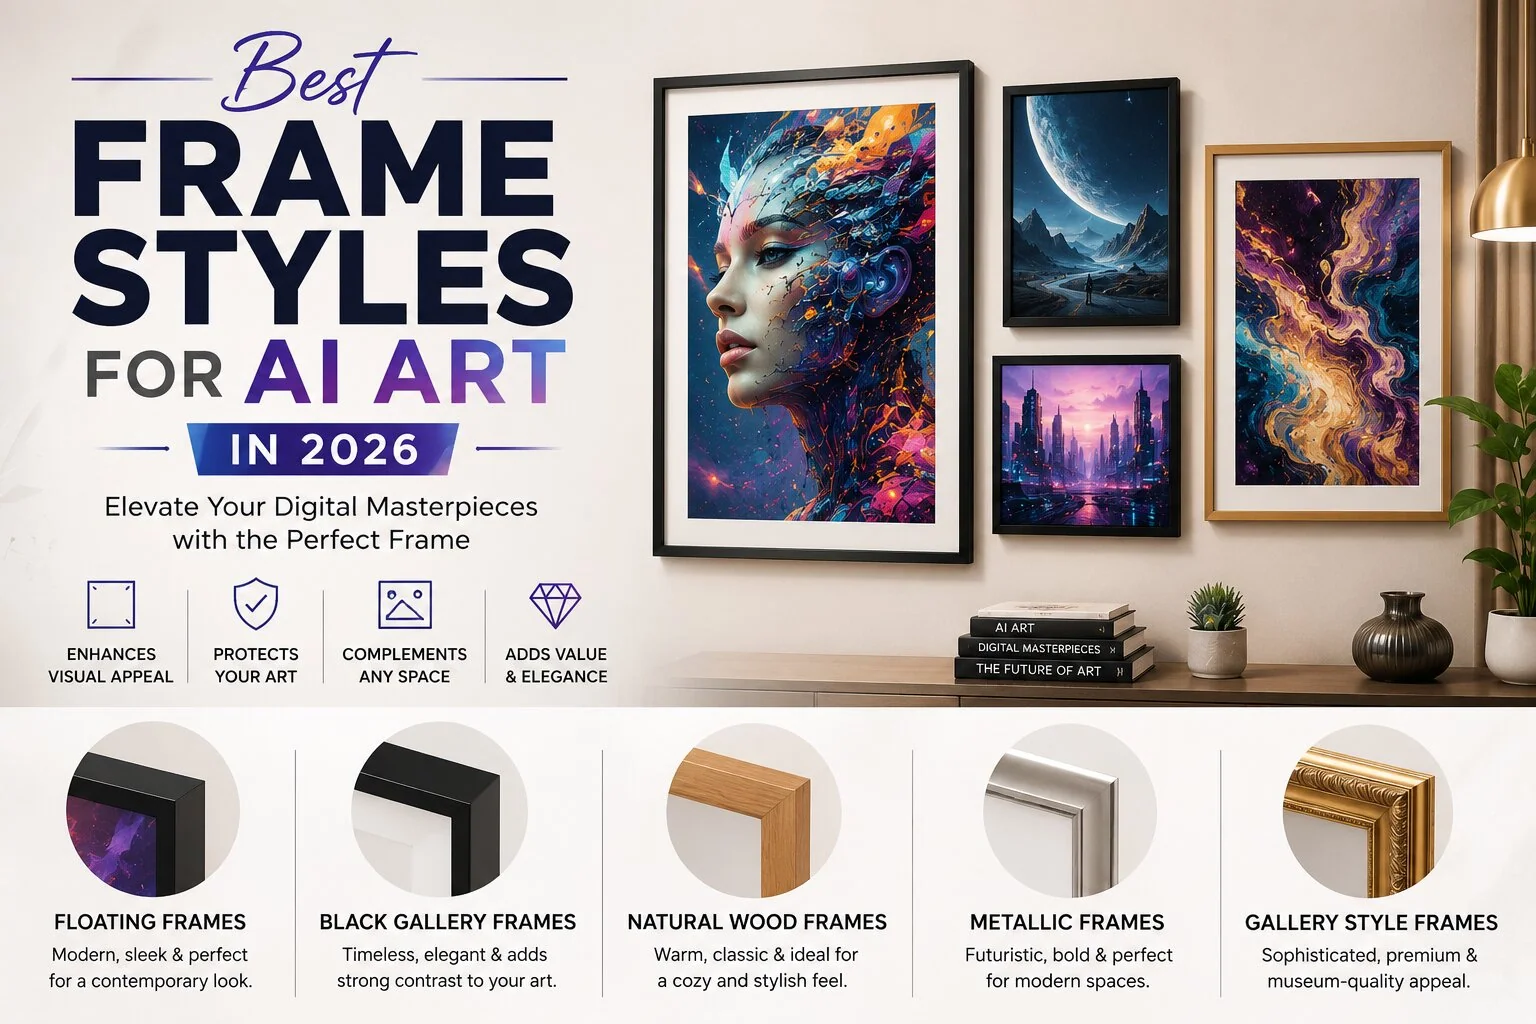 Best
FRAME
STYLES
FOR AI ART
IN 2026
Elevate Your Digital Masterpieces
with the Perfect Frame
ENHANCES
VISUAL APPEAL
PROTECTS
YOUR ART
COMPLEMENTS
ANY SPACE
ADDS VALUE
& ELEGANCE
AI ART
DIGITAL MASTERPIECES
THE FUTURE OF ART
FLOATING FRAMES
Modern, sleek & perfect
for a contemporary look.
BLACK GALLERY FRAMES
Timeless, elegant & adds
strong contrast to your art.
NATURAL WOOD FRAMES
Warm, classic & ideal for
a cozy and stylish feel.
METALLIC FRAMES
Futuristic, bold & perfect
for modern spaces.
GALLERY STYLE FRAMES
Sophisticated, premium &
museum-quality appeal.